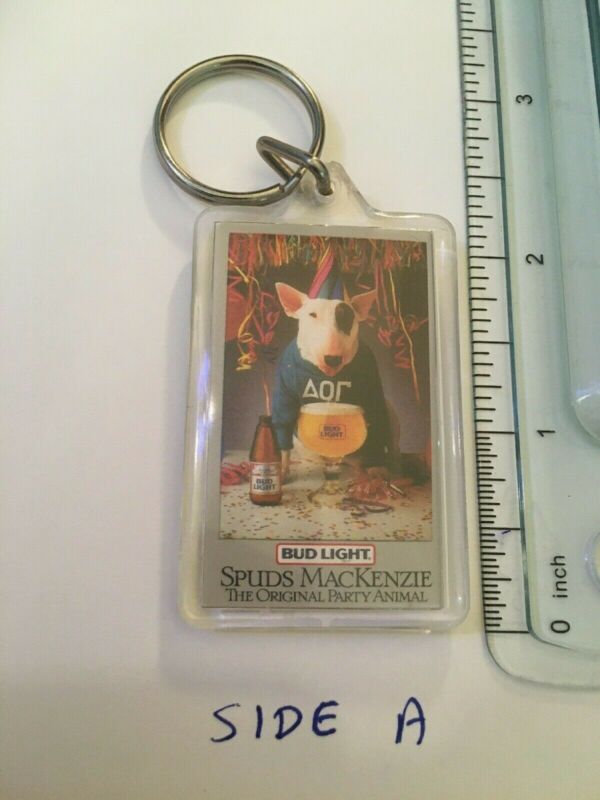 3
2
1
0 inch
ΔΟΓ
BUD LIGHT
BUD LIGHT
BUD LIGHT.
SPUDS MACKENZIE
THE ORIGINAL PARTY ANIMAL
SIDE A